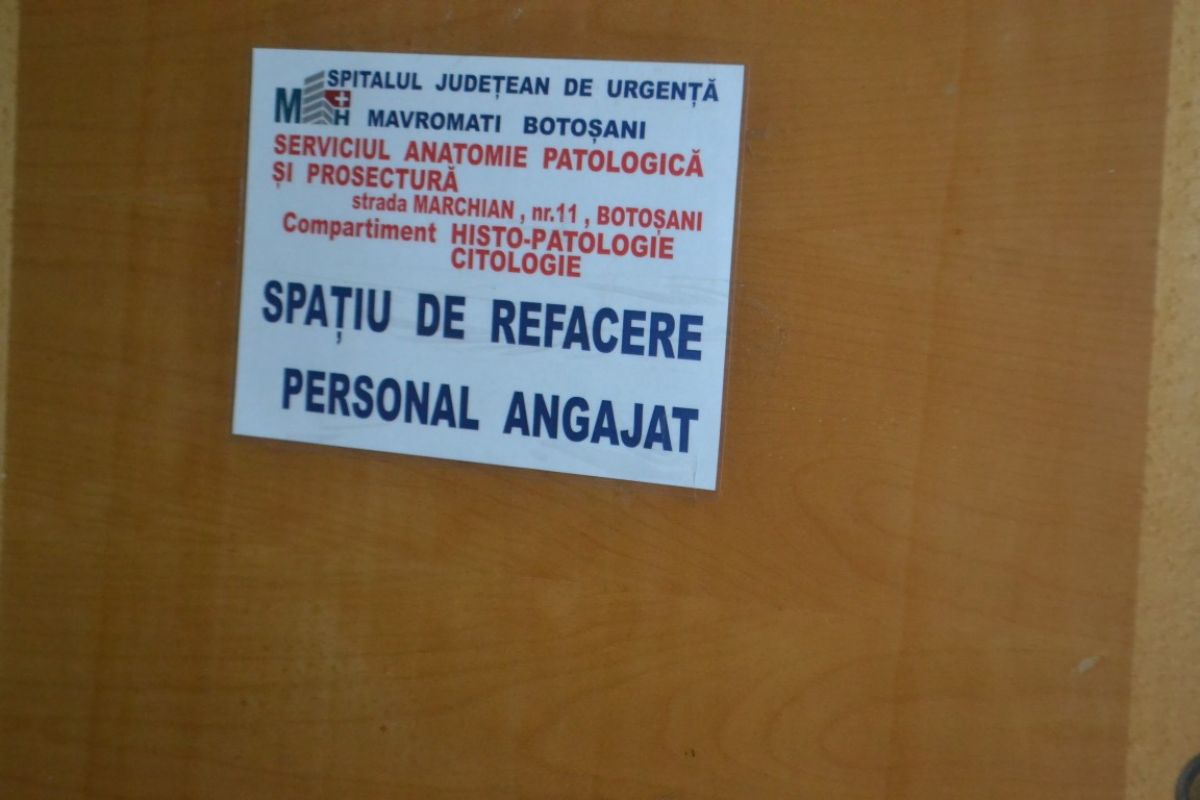 SPITALUL JUDEȚEAN DE URGENȚĂ
MH MAVROMATI BOTOȘANI
SERVICIUL ANATOMIE PATOLOGICĂ
ȘI PROSECTURĂ
strada MARCHIAN , nr.11 , BOTOȘANI
Compartiment HISTO-PATOLOGIE
CITOLOGIE
SPAȚIU DE REFACERE
PERSONAL ANGAJAT